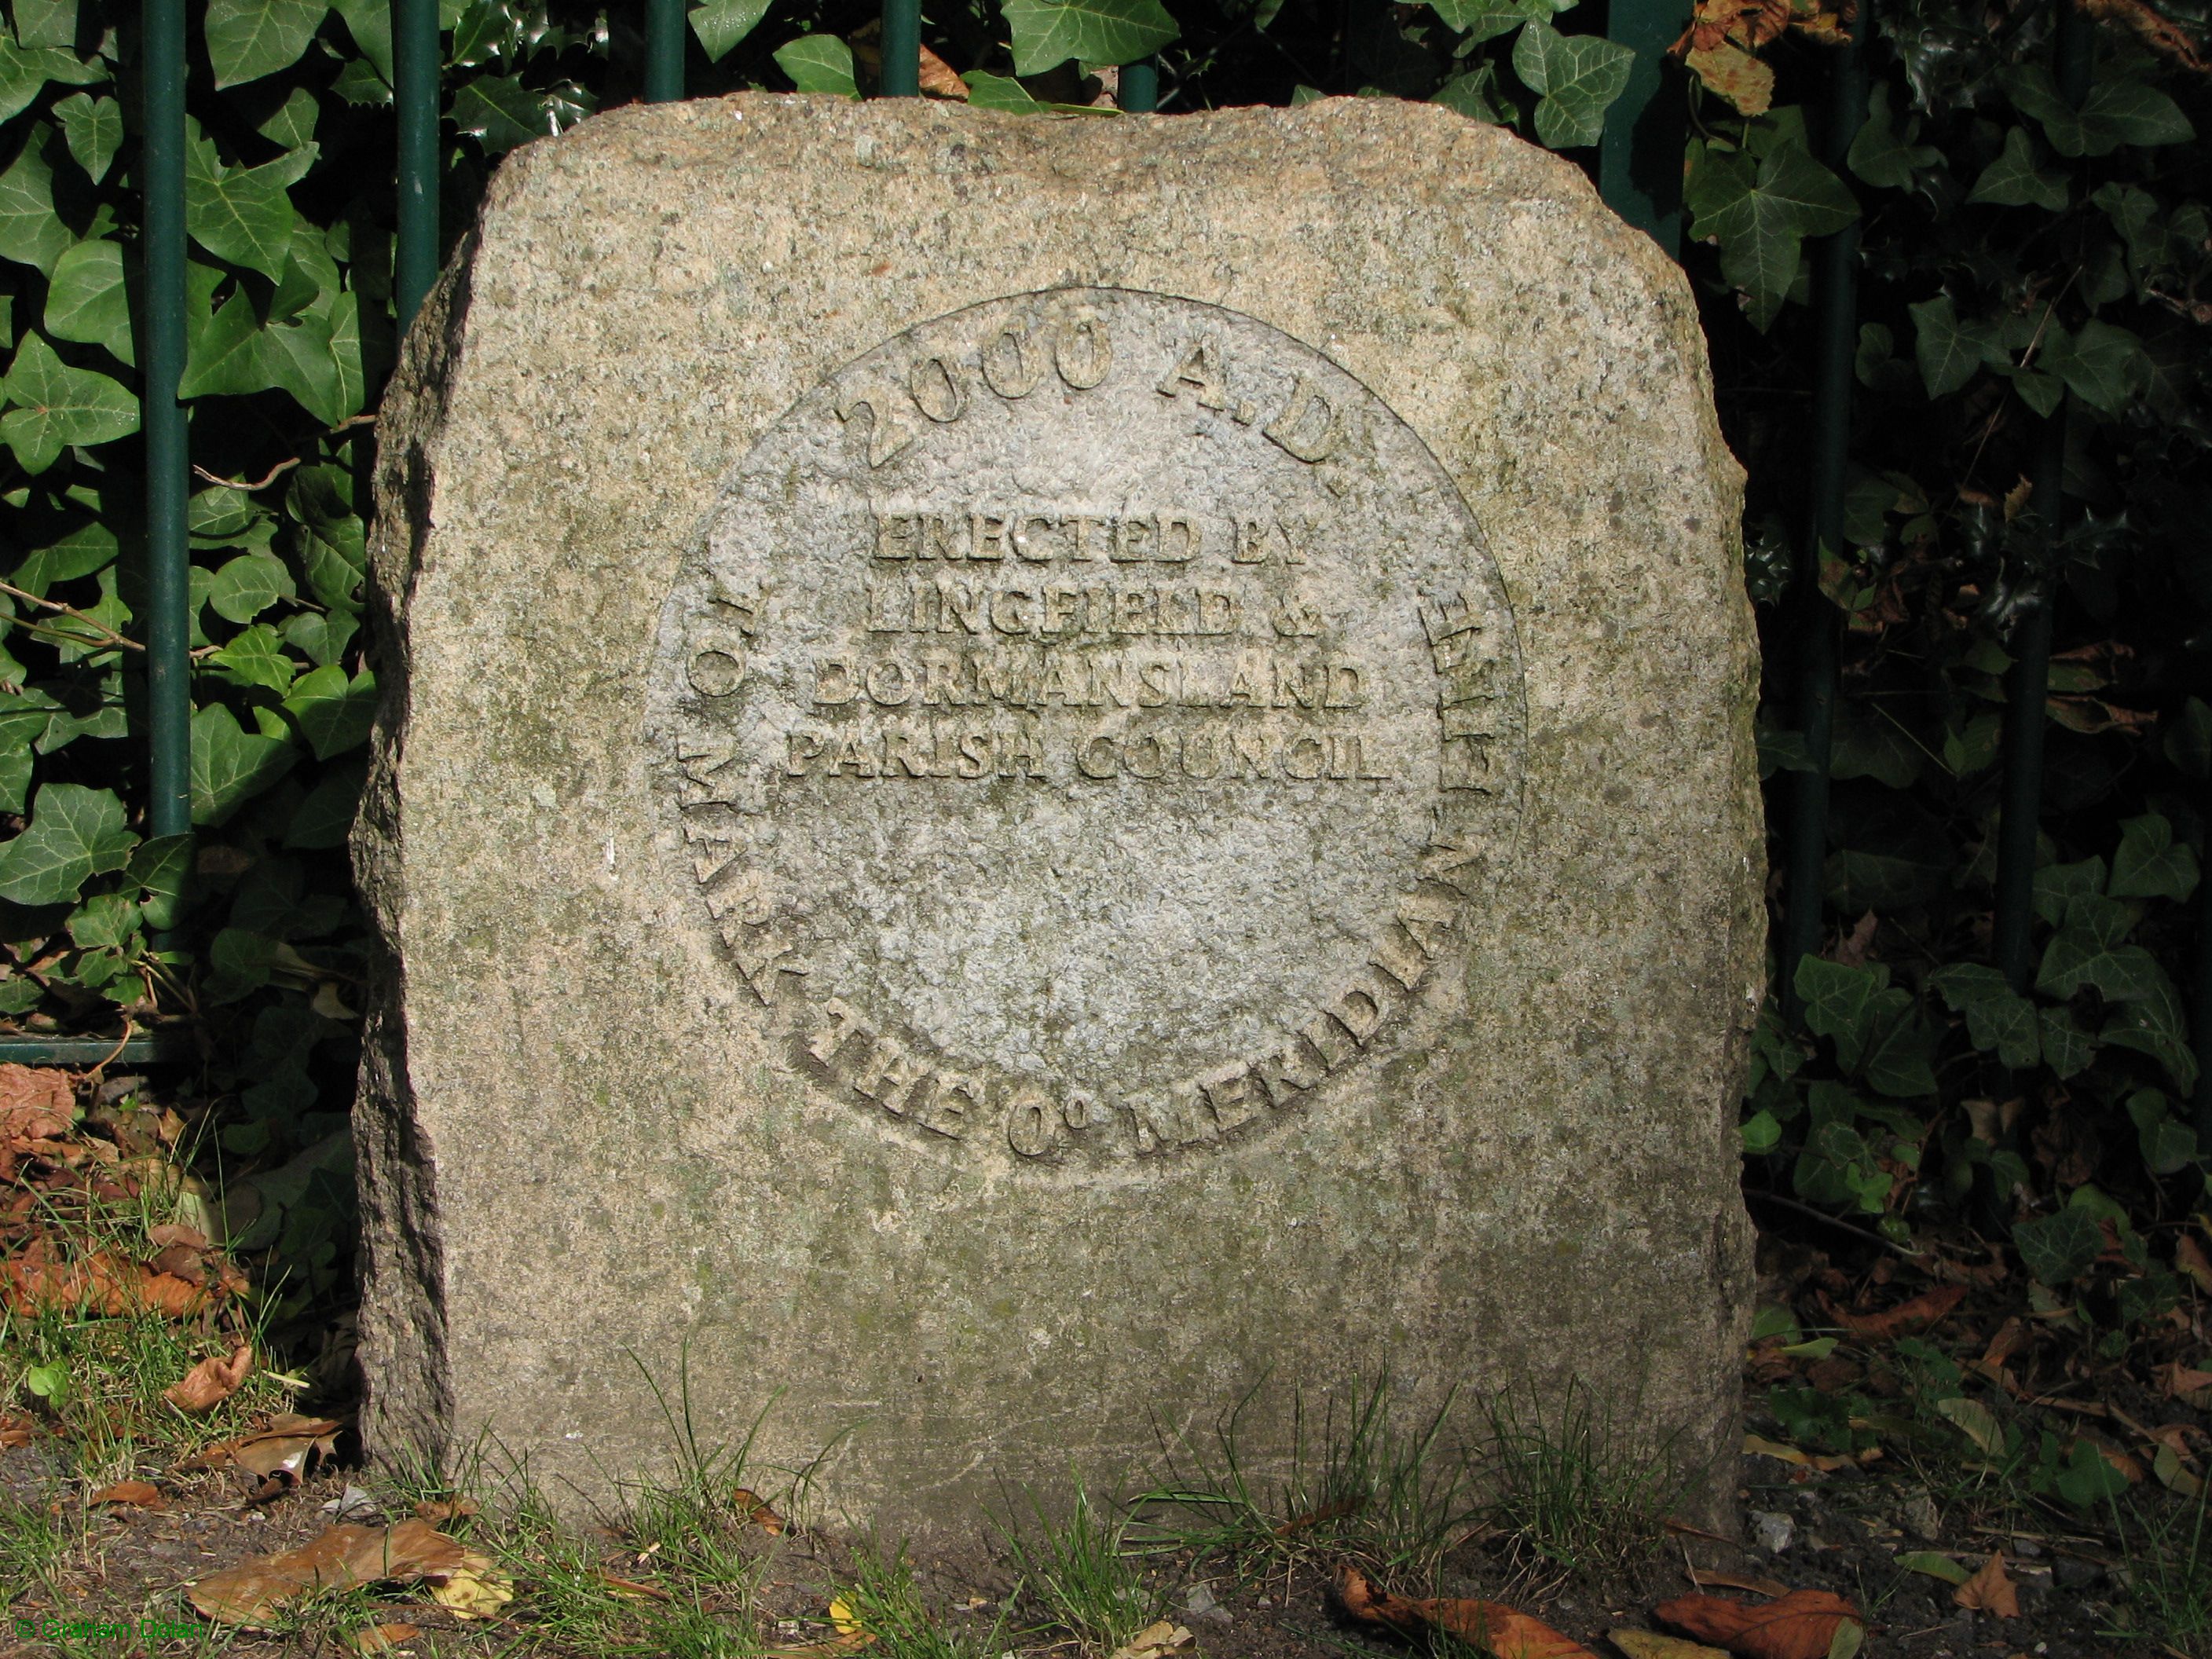 2000 A.D.
ERECTED BY
LINGFIELD &
DORMANSLAND
PARISH COUNCIL
TO MARK THE 0° MERIDIAN LINE
© Graham Dolan